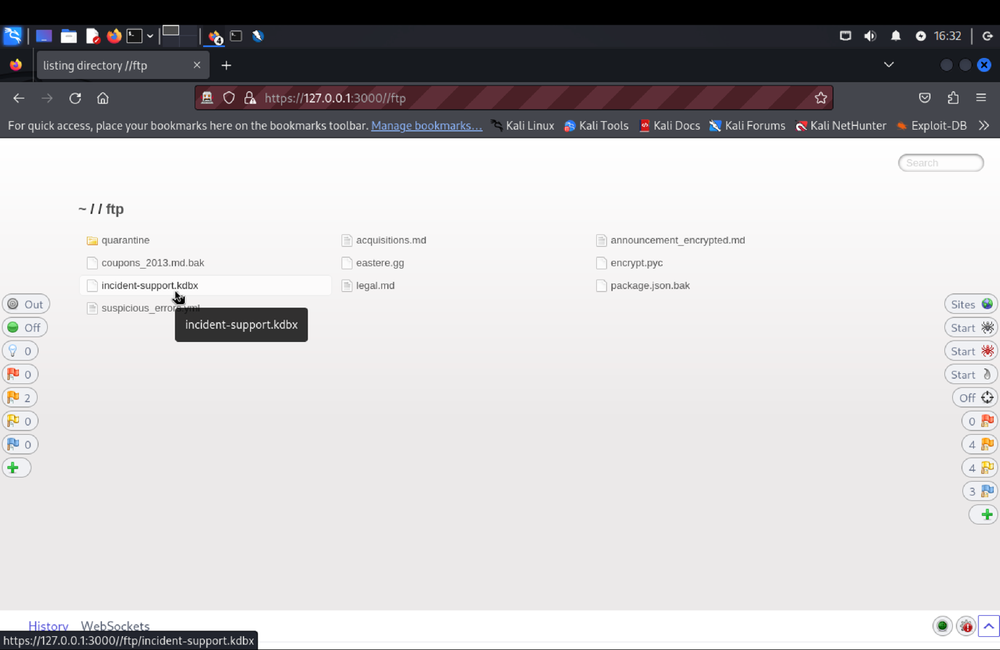 4 16:32
listing directory //ftp
https://127.0.0.1:3000//ftp
For quick access, place your bookmarks here on the bookmarks toolbar. Manage bookmarks... Kali Linux Kali Tools Kali Docs Kali Forums Kali NetHunter Exploit-DB
Search
~ / / ftp
quarantine acquisitions.md announcement_encrypted.md
coupons_2013.md.bak eastere.gg encrypt.pyc
incident-support.kdbx legal.md package.json.bak
suspicious_errors.yml
incident-support.kdbx
Out Sites
Off Start
0 Start
0 Start
2 Off
0 0
0 4
4
3
History WebSockets
https://127.0.0.1:3000//ftp/incident-support.kdbx